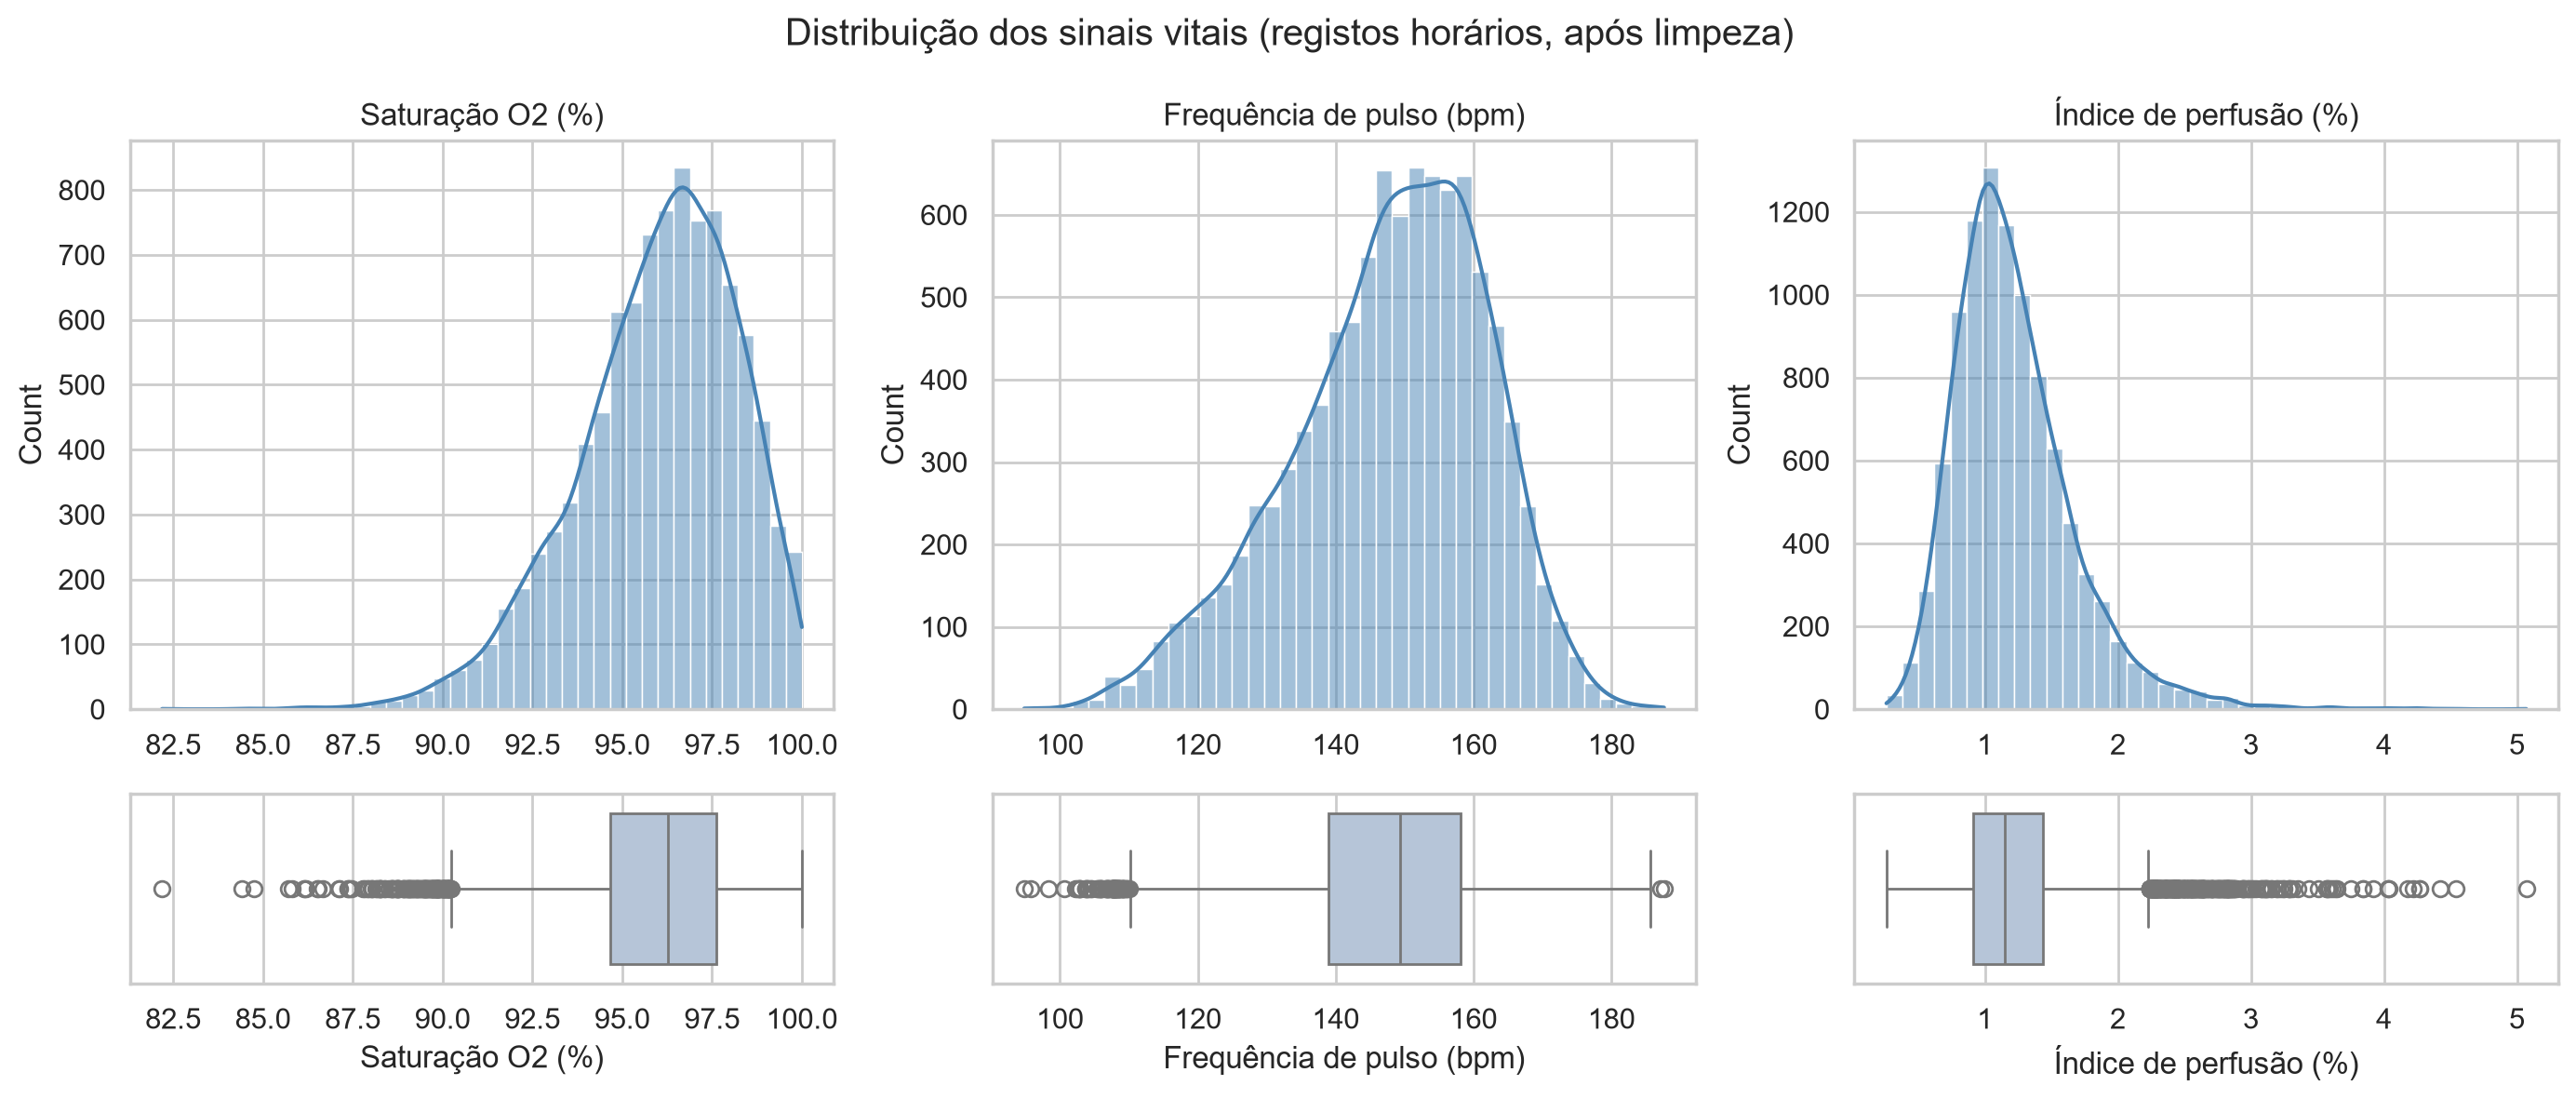 Distribuição dos sinais vitais (registos horários, após limpeza)
Saturação O2 (%)
Count
800
700
600
500
400
300
200
100
0
82.5 85.0 87.5 90.0 92.5 95.0 97.5 100.0
Frequência de pulso (bpm)
Count
600
500
400
300
200
100
0
100 120 140 160 180
Índice de perfusão (%)
Count
1200
1000
800
600
400
200
0
1 2 3 4 5
82.5 85.0 87.5 90.0 92.5 95.0 97.5 100.0
Saturação O2 (%)
100 120 140 160 180
Frequência de pulso (bpm)
1 2 3 4 5
Índice de perfusão (%)